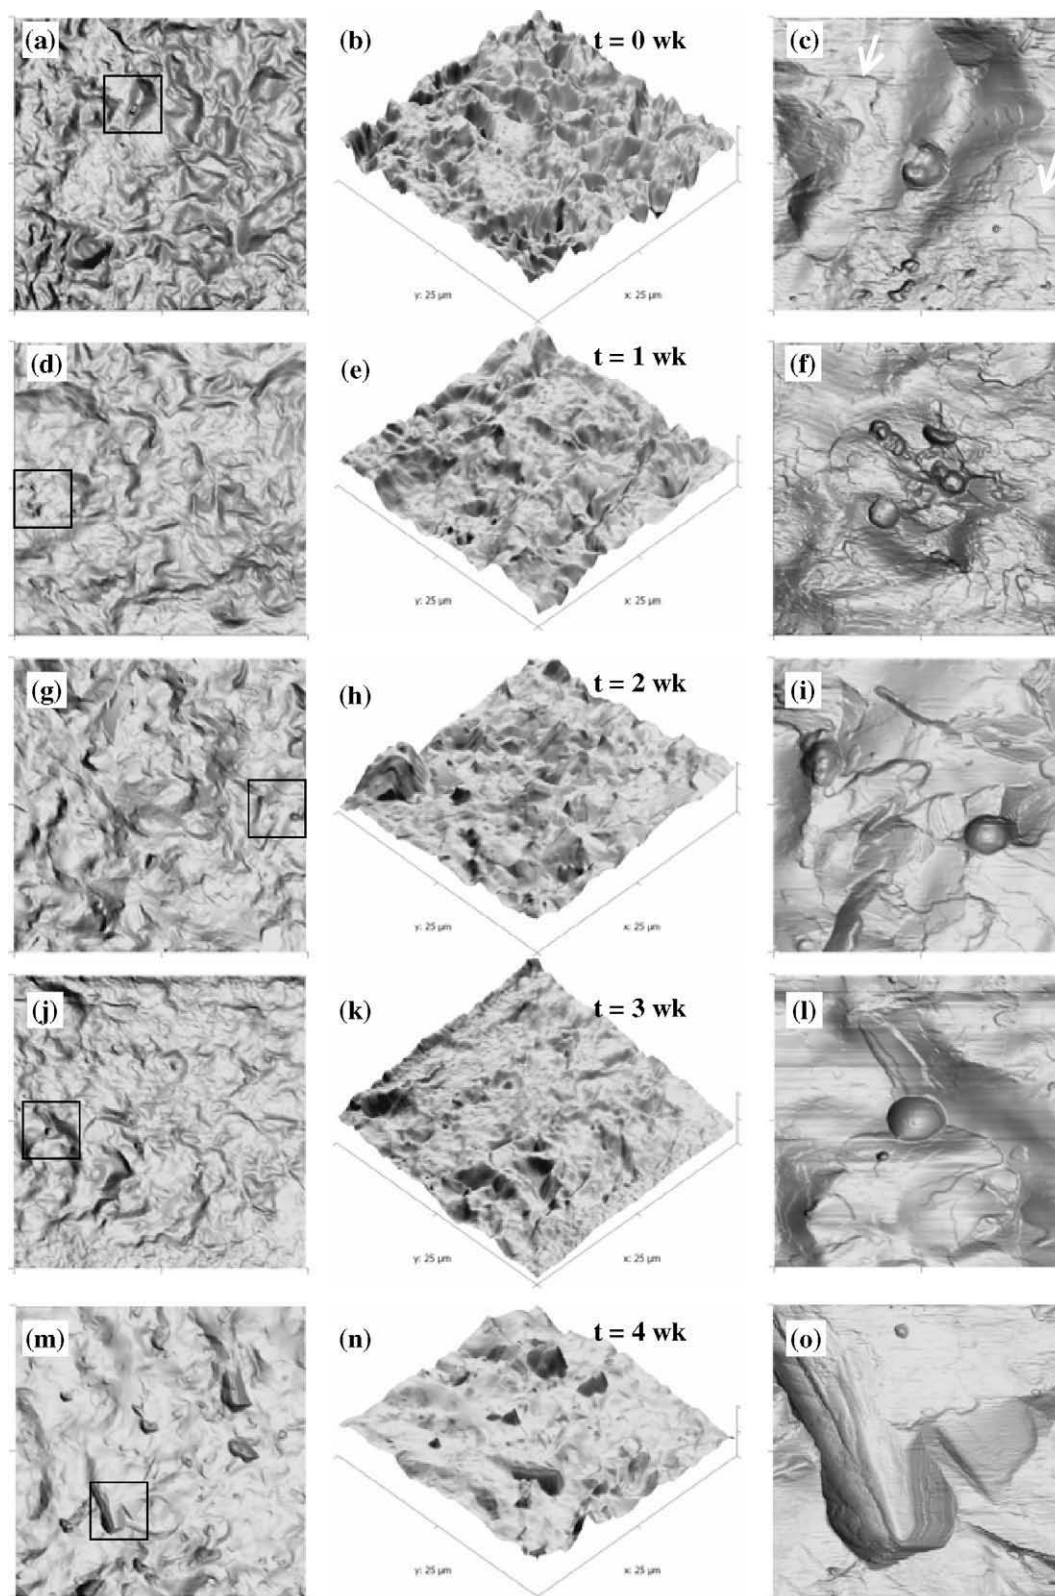 (a) (b) t = 0 wk (c)
y: 25 µm x: 25 µm
(d) (e) t = 1 wk (f)
y: 25 µm x: 25 µm
(g) (h) t = 2 wk (i)
y: 25 µm x: 25 µm
(j) (k) t = 3 wk (l)
y: 25 µm x: 25 µm
(m) (n) t = 4 wk (o)
y: 25 µm x: 25 µm